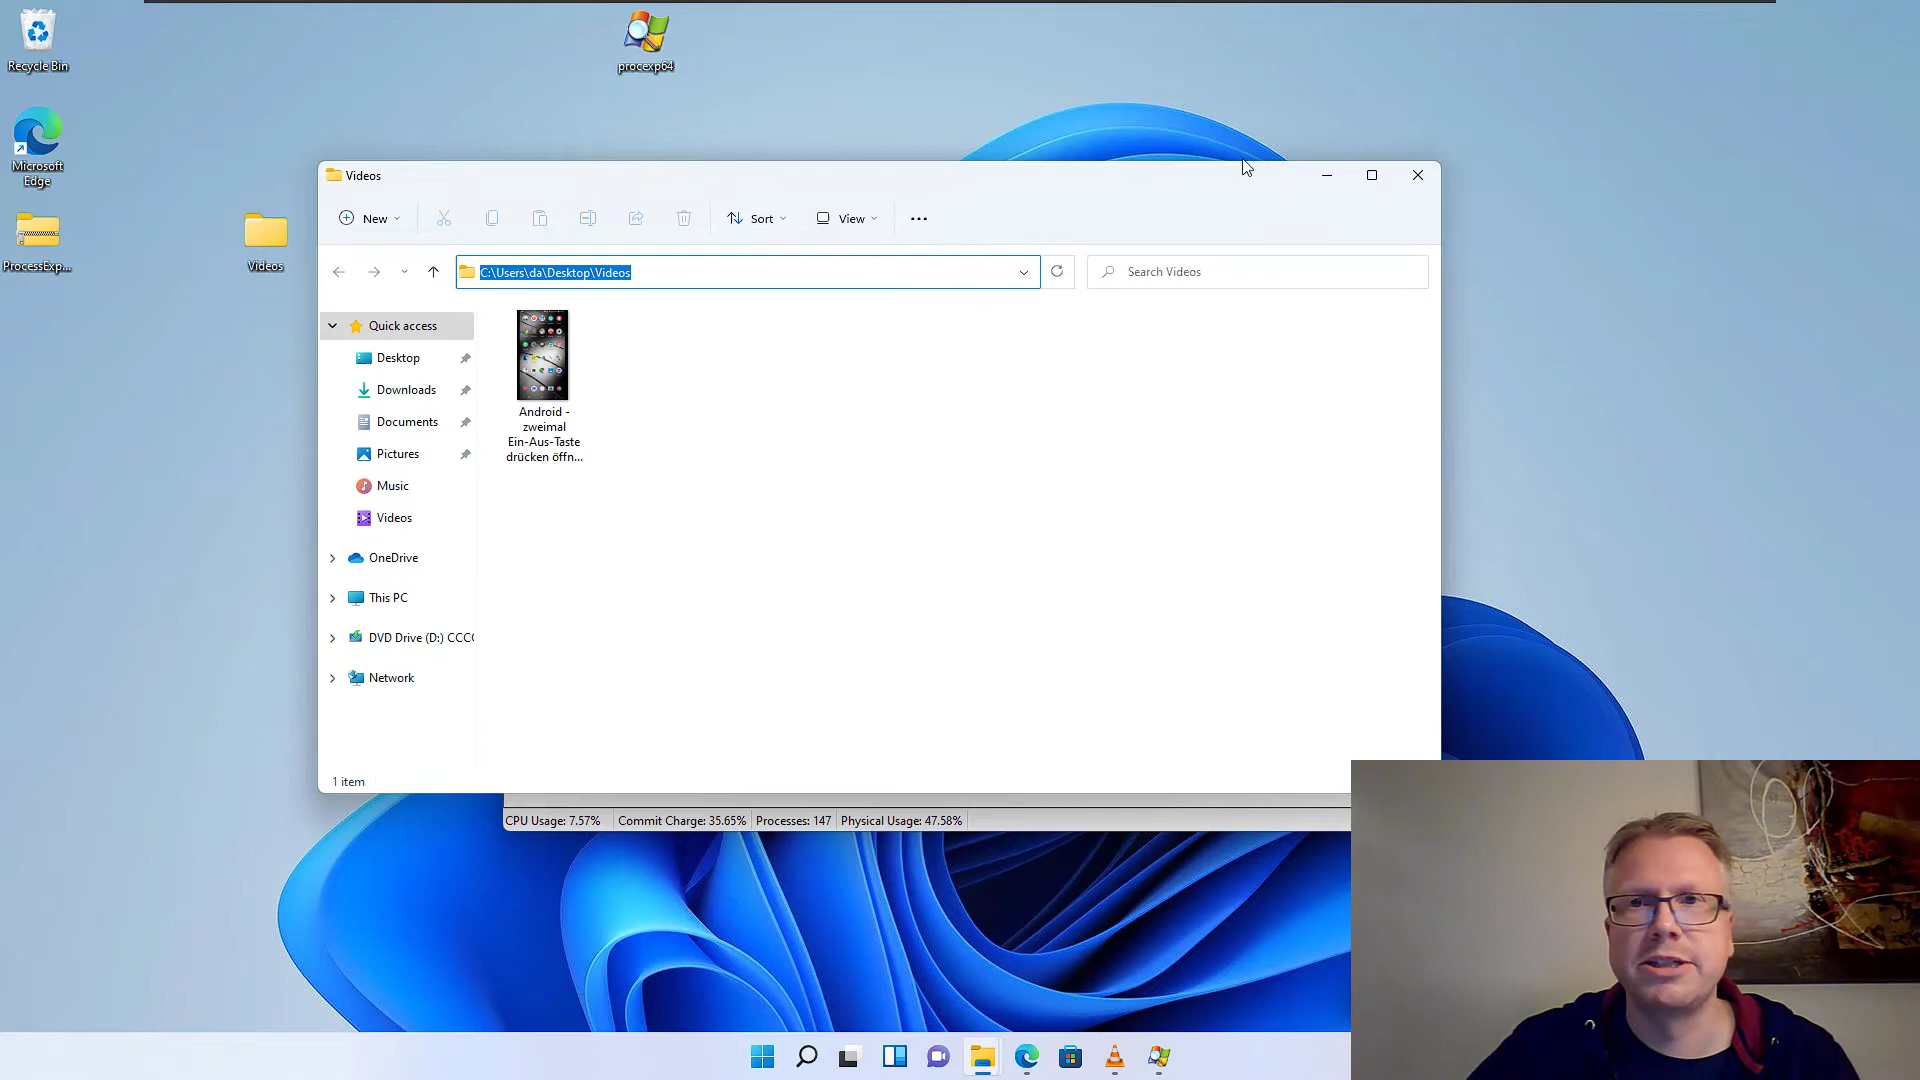 Recycle Bin
procexp64
Microsoft
Edge
ProcessExp...
Videos
Videos
New
Sort
View
C:\Users\da\Desktop\Videos
Search Videos
Quick access
Desktop
Downloads
Documents
Pictures
Music
Videos
OneDrive
This PC
DVD Drive (D:) CCC
Network
Android -
zweimal
Ein-Aus-Taste
drücken öffn...
1 item
CPU Usage: 7.57%
Commit Charge: 35.65%
Processes: 147
Physical Usage: 47.58%